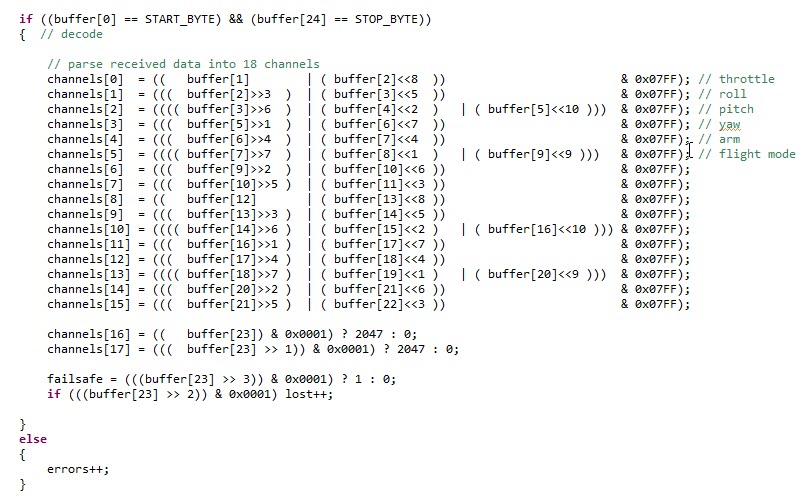 if ((buffer[0] == START_BYTE) && (buffer[24] == STOP_BYTE))
{  // decode
    // parse received data into 18 channels
    channels[0]  = ((   buffer[1]        | ( buffer[2]<<8  ))                         & 0x07FF); // throttle
    channels[1]  = (((  buffer[2]>>3  )  | ( buffer[3]<<5  ))                         & 0x07FF); // roll
    channels[2]  = (((( buffer[3]>>6  )  | ( buffer[4]<<2  )   | ( buffer[5]<<10 )))  & 0x07FF); // pitch
    channels[3]  = (((  buffer[5]>>1  )  | ( buffer[6]<<7  ))                         & 0x07FF); // yaw
    channels[4]  = (((  buffer[6]>>4  )  | ( buffer[7]<<4  ))                         & 0x07FF); // arm
    channels[5]  = (((( buffer[7]>>7  )  | ( buffer[8]<<1  )   | ( buffer[9]<<9 )))   & 0x07FF); // flight mode
    channels[6]  = (((  buffer[9]>>2  )  | ( buffer[10]<<6 ))                         & 0x07FF);
    channels[7]  = (((  buffer[10]>>5 )  | ( buffer[11]<<3 ))                         & 0x07FF);
    channels[8]  = ((   buffer[12]       | ( buffer[13]<<8 ))                         & 0x07FF);
    channels[9]  = (((  buffer[13]>>3 )  | ( buffer[14]<<5 ))                         & 0x07FF);
    channels[10] = (((( buffer[14]>>6 )  | ( buffer[15]<<2 )   | ( buffer[16]<<10 ))) & 0x07FF);
    channels[11] = (((  buffer[16]>>1 )  | ( buffer[17]<<7 ))                         & 0x07FF);
    channels[12] = (((  buffer[17]>>4 )  | ( buffer[18]<<4 ))                         & 0x07FF);
    channels[13] = (((( buffer[18]>>7 )  | ( buffer[19]<<1 )   | ( buffer[20]<<9 )))  & 0x07FF);
    channels[14] = (((  buffer[20]>>2 )  | ( buffer[21]<<6 ))                         & 0x07FF);
    channels[15] = (((  buffer[21]>>5 )  | ( buffer[22]<<3 ))                         & 0x07FF);
    channels[16] = ((   buffer[23]) & 0x0001) ? 2047 : 0;
    channels[17] = (((  buffer[23] >> 1)) & 0x0001) ? 2047 : 0;
    failsafe = (((buffer[23] >> 3)) & 0x0001) ? 1 : 0;
    if (((buffer[23] >> 2)) & 0x0001) lost++;
}
else
{
    errors++;
}